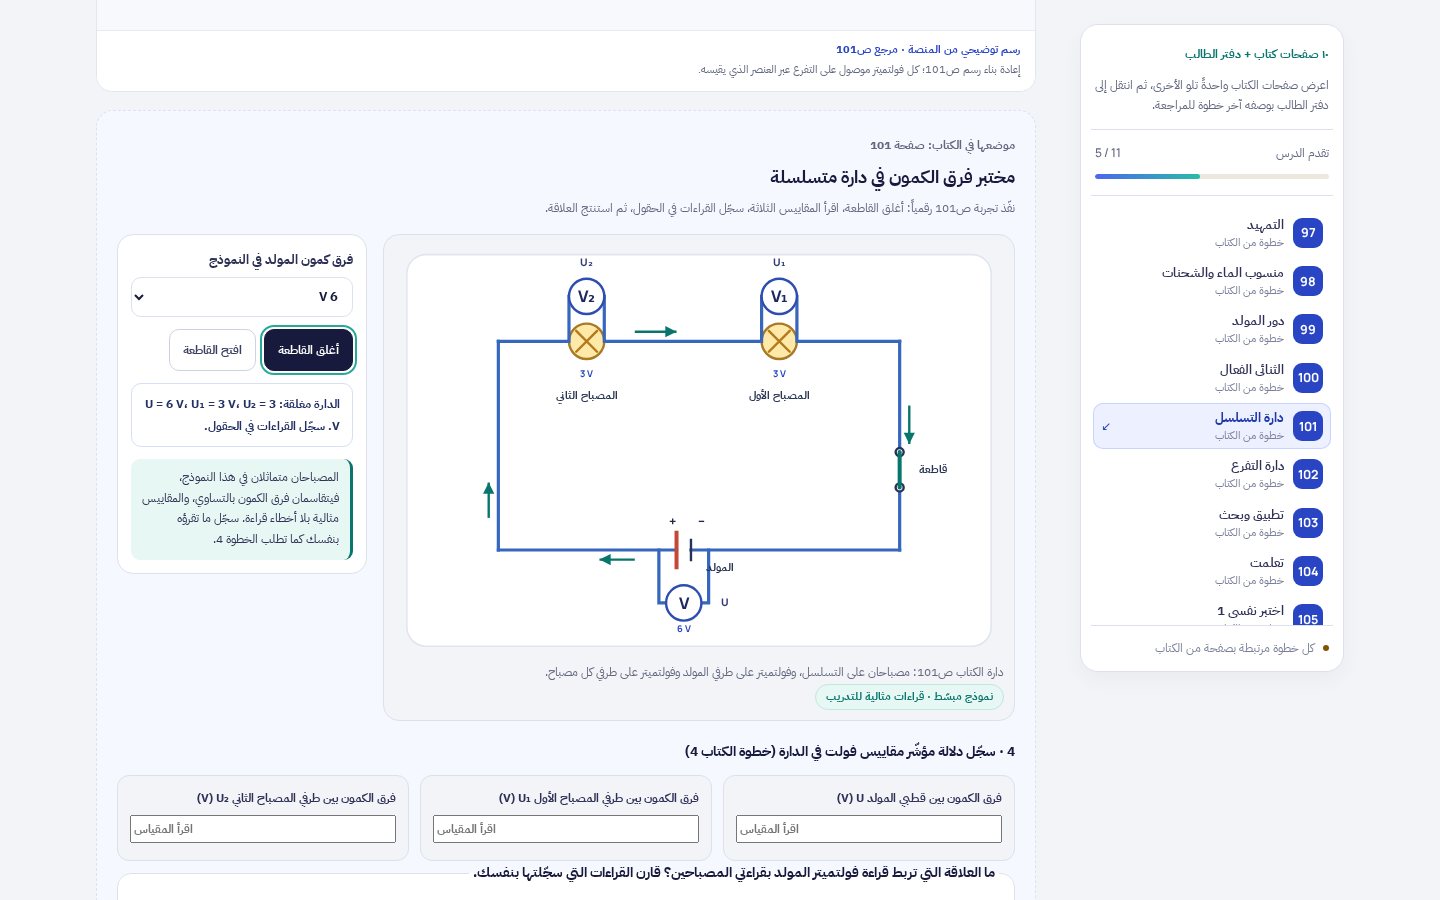 رسم توضيحي من المنصة · مرجع ص101
إعادة بناء رسم ص101؛ كل فولتميتر موصول على التفرع عبر العنصر الذي يقيسه.
موضعها في الكتاب: صفحة 101
مختبر فرق الكمون في دارة متسلسلة
نفّذ تجربة ص101 رقمياً: أغلق القاطعة، اقرأ المقاييس الثلاثة، سجّل القراءات في الحقول، ثم استنتج العلاقة.
U₂
U₁
V₂
V₁
3 V
3 V
المصباح الثاني
المصباح الأول
قاطعة
+
−
المولد
V
U
6 V
دارة الكتاب ص101: مصباحان على التسلسل، وفولتميتر على طرفي المولد وفولتميتر على طرفي كل مصباح.
نموذج مبسّط · قراءات مثالية للتدريب
فرق كمون المولد في النموذج
6 V
أغلق القاطعة
افتح القاطعة
الدارة مغلقة: U = 6 V، U₁ = 3 V، U₂ = 3
V. سجّل القراءات في الحقول.
المصباحان متماثلان في هذا النموذج،
فيتقاسمان فرق الكمون بالتساوي، والمقاييس
مثالية بلا أخطاء قراءة. سجّل ما تقرؤه
بنفسك كما تطلب الخطوة 4.
4 · سجّل دلالة مؤشّر مقاييس فولت في الدارة (خطوة الكتاب 4)
فرق الكمون بين قطبي المولد U (V)
اقرأ المقياس
فرق الكمون بين طرفي المصباح الأول U₁ (V)
اقرأ المقياس
فرق الكمون بين طرفي المصباح الثاني U₂ (V)
اقرأ المقياس
ما العلاقة التي تربط قراءة فولتميتر المولد بقراءتي المصباحين؟ قارن القراءات التي سجّلتها بنفسك.
١٠ صفحات كتاب + دفتر الطالب
اعرض صفحات الكتاب واحدةً تلو الأخرى، ثم انتقل إلى
دفتر الطالب بوصفه آخر خطوة للمراجعة.
تقدم الدرس
5 / 11
97
التمهيد
خطوة من الكتاب
98
منسوب الماء والشحنات
خطوة من الكتاب
99
دور المولد
خطوة من الكتاب
100
الثنائي الفعال
خطوة من الكتاب
101
دارة التسلسل
خطوة من الكتاب
↙
102
دارة التفرع
خطوة من الكتاب
103
تطبيق وبحث
خطوة من الكتاب
104
تعلمت
خطوة من الكتاب
105
اختبر نفسي 1
كل خطوة مرتبطة بصفحة من الكتاب